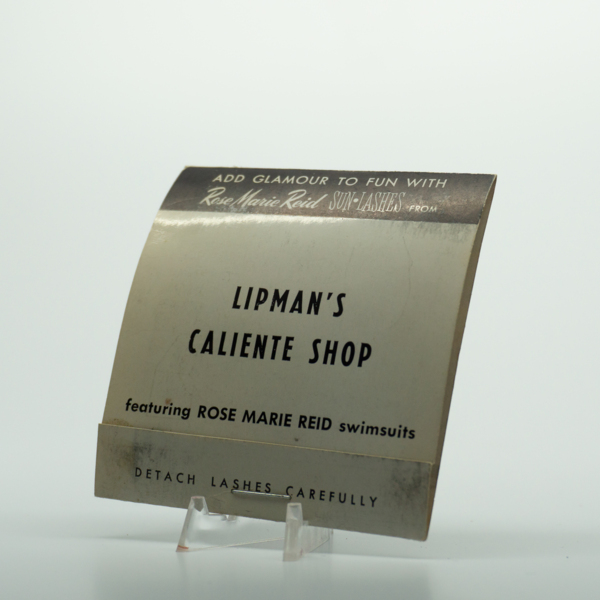 ADD GLAMOUR TO FUN WITH
Rose Marie Reid SUN-LASHES FROM
LIPMAN'S
CALIENTE SHOP
featuring ROSE MARIE REID swimsuits
DETACH LASHES CAREFULLY